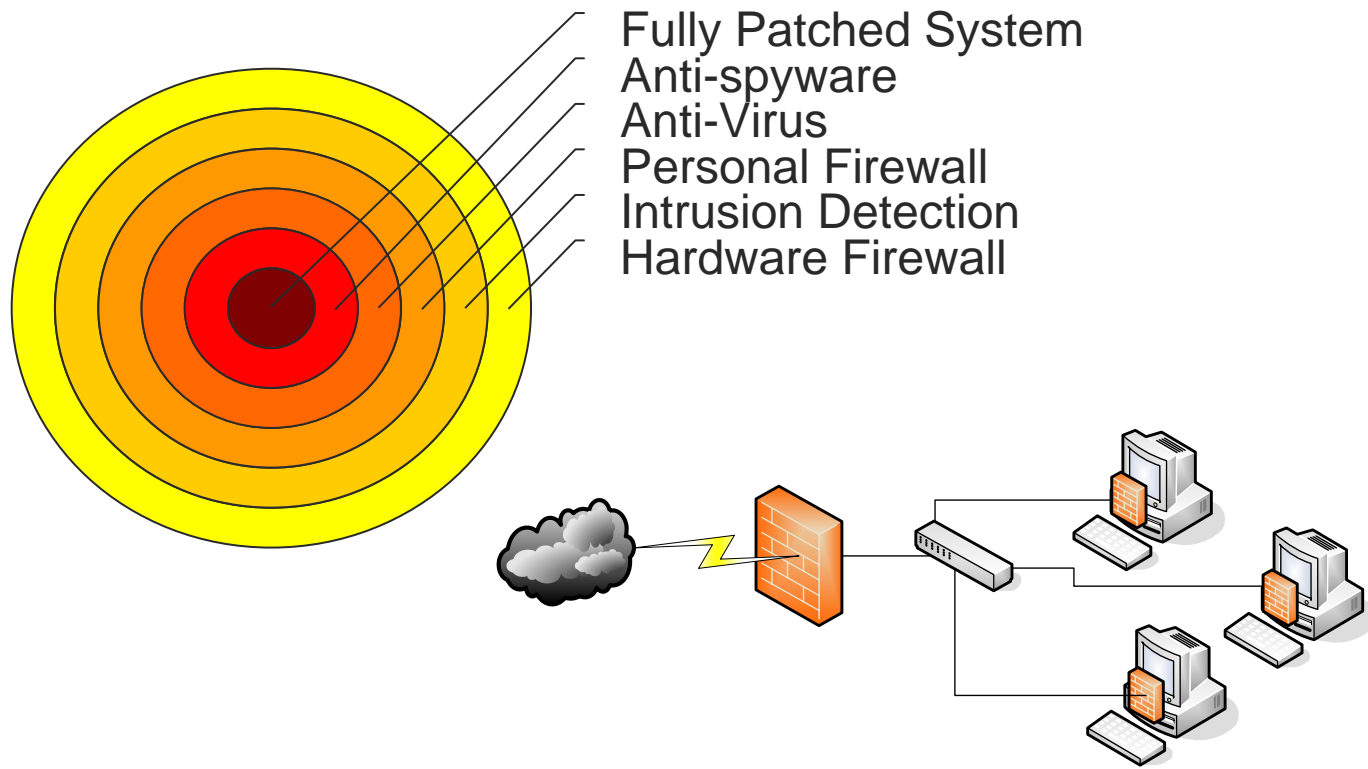 Fully Patched System
Anti-spyware
Anti-Virus
Personal Firewall
Intrusion Detection
Hardware Firewall